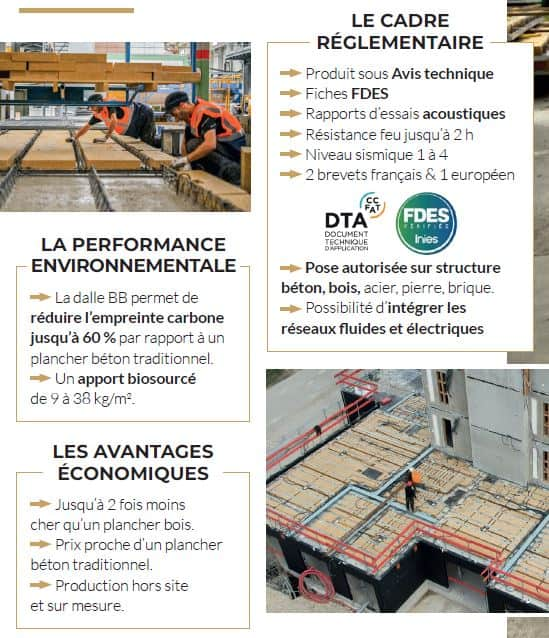 LE CADRE
RÉGLEMENTAIRE
Produit sous Avis technique
Fiches FDES
Rapports d'essais acoustiques
Résistance feu jusqu'à 2 h
Niveau sismique 1 à 4
2 brevets français & 1 européen
CC
FAT
DTA
DOCUMENT
TECHNIQUE
D'APPLICATION
FDES
VÉRIFIÉES
Inies
Pose autorisée sur structure
béton, bois, acier, pierre, brique.
Possibilité d'intégrer les
réseaux fluides et électriques
LA PERFORMANCE
ENVIRONNEMENTALE
La dalle BB permet de
réduire l'empreinte carbone
jusqu'à 60 % par rapport à un
plancher béton traditionnel.
Un apport biosourcé
de 9 à 38 kg/m².
LES AVANTAGES
ÉCONOMIQUES
Jusqu'à 2 fois moins
cher qu'un plancher bois.
Prix proche d'un plancher
béton traditionnel.
Production hors site
et sur mesure.